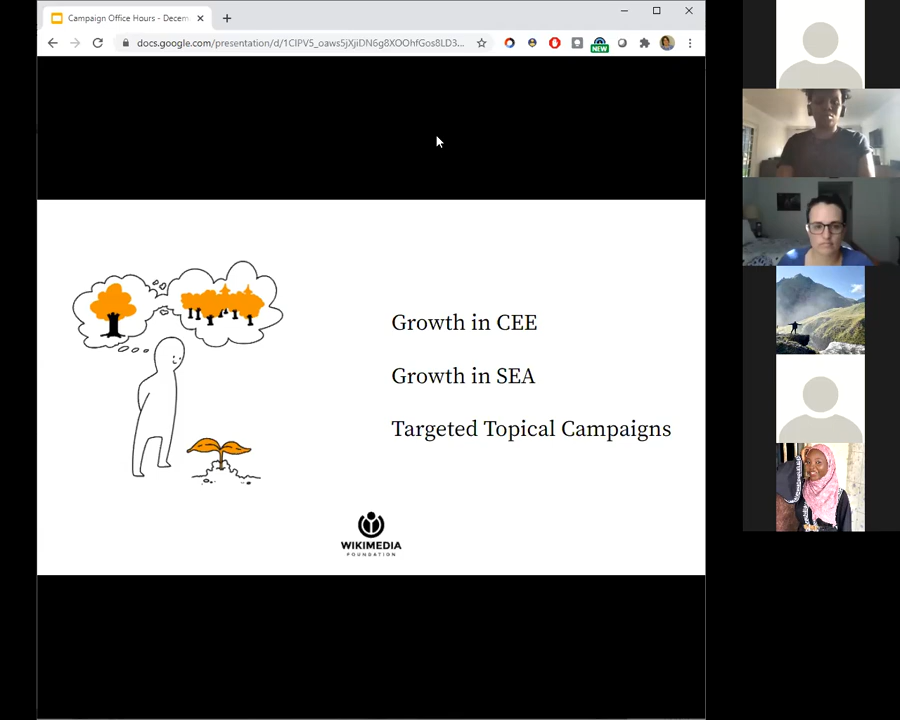 Campaign Office Hours - Decem
docs.google.com/presentation/d/1CIPV5_oaws5jXjiDN6g8XOOhfGos8LD3...
NEW
Growth in CEE
Growth in SEA
Targeted Topical Campaigns
WIKIMEDIA
FOUNDATION